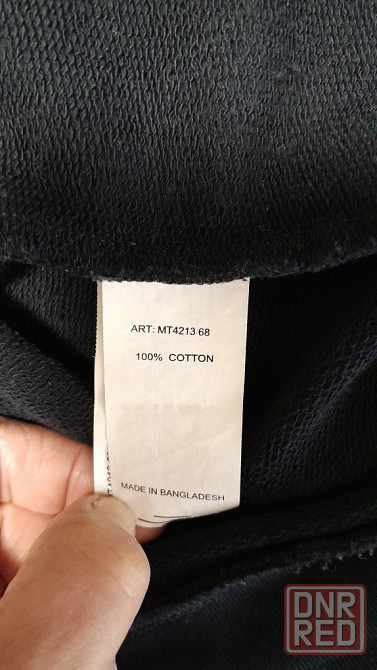 ART: MT4213 68
100% COTTON
MADE IN BANGLADESH
DNR
RED